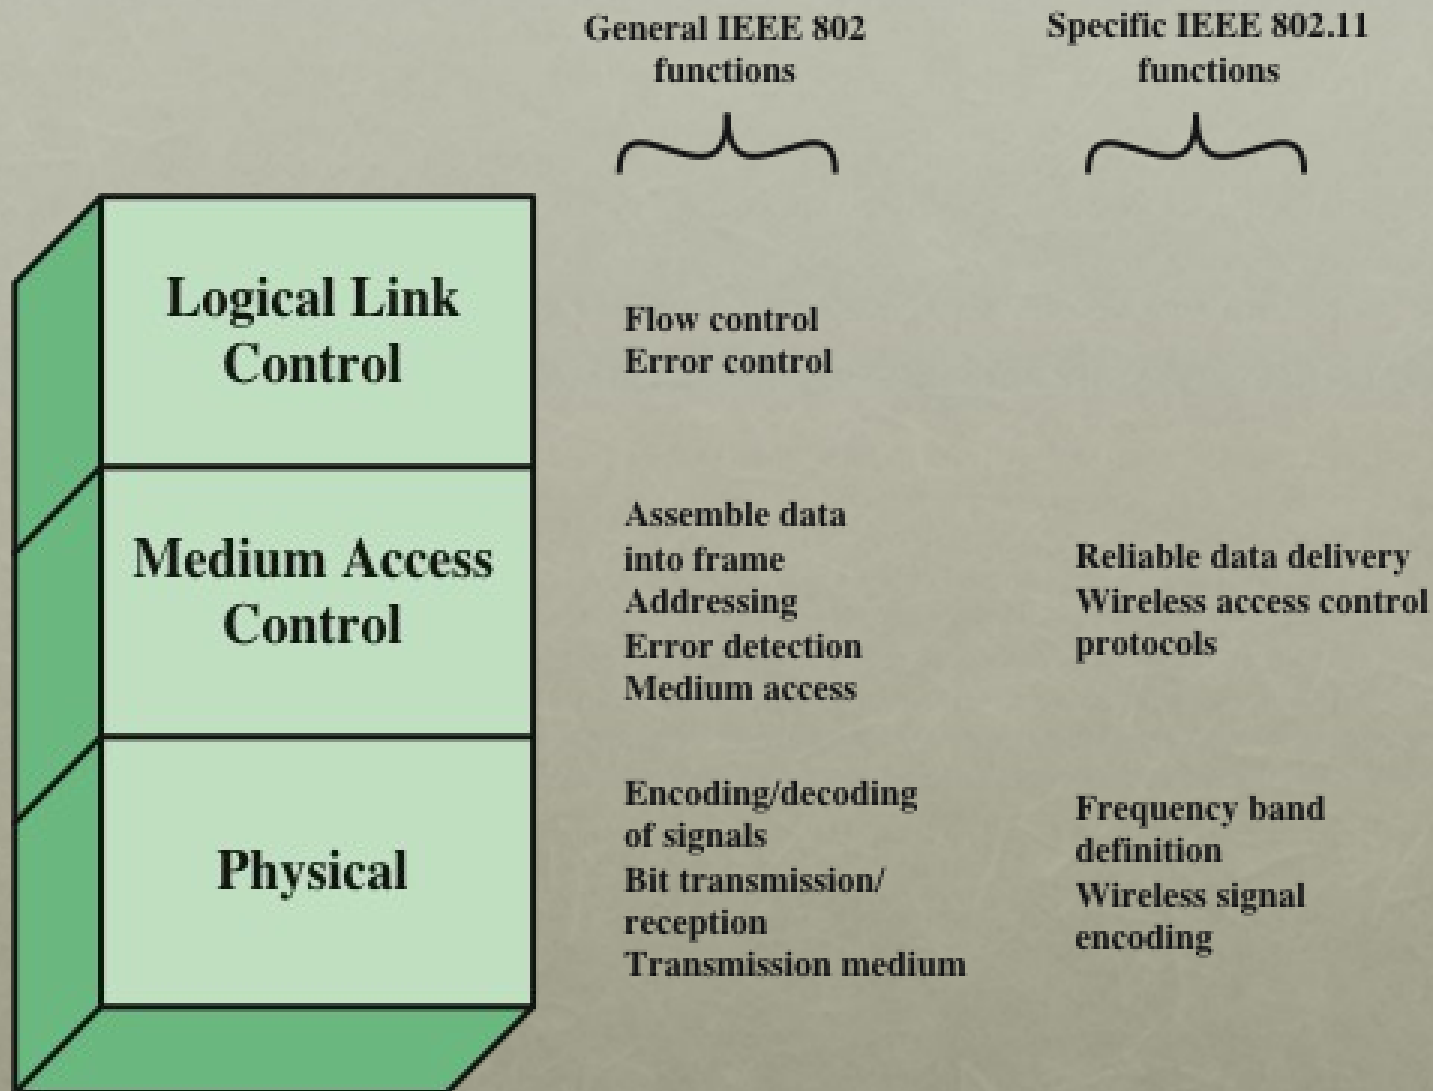 General IEEE 802
functions
Specific IEEE 802.11
functions
Logical Link
Control
Flow control
Error control
Medium Access
Control
Assemble data
into frame
Addressing
Error detection
Medium access
Reliable data delivery
Wireless access control
protocols
Physical
Encoding/decoding
of signals
Bit transmission/
reception
Transmission medium
Frequency band
definition
Wireless signal
encoding